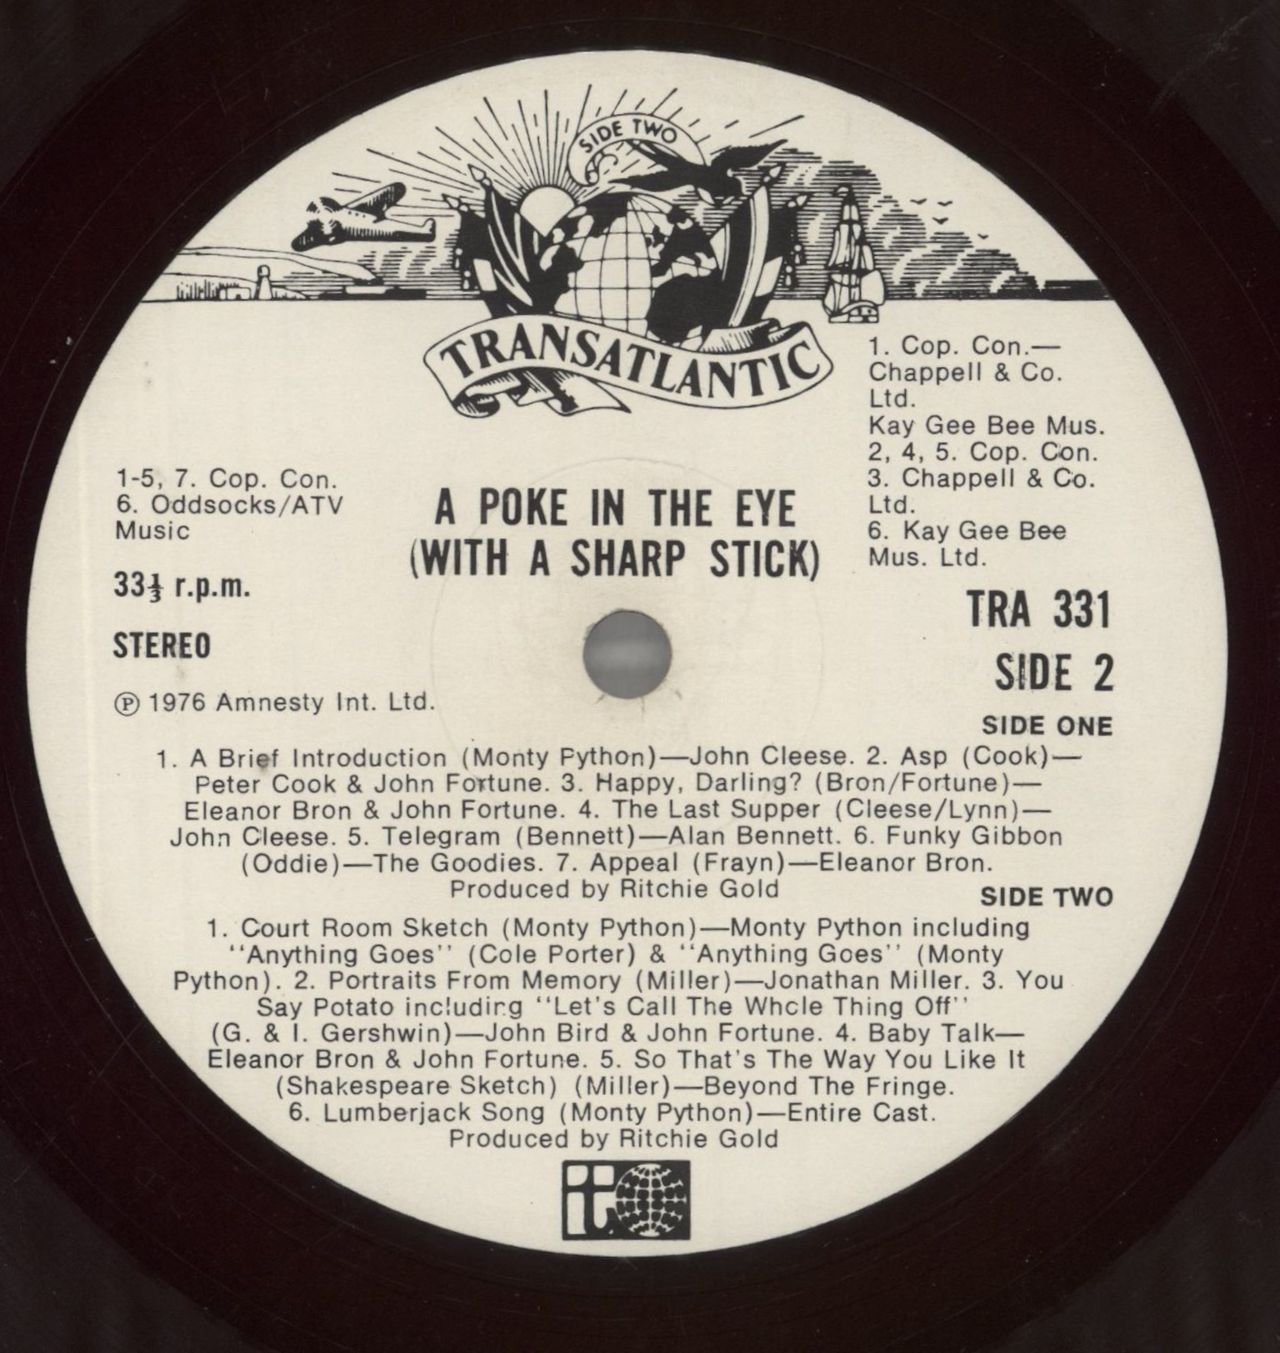 SIDE TWO
TRANSATLANTIC
1. Cop. Con.—
Chappell & Co.
Ltd.
Kay Gee Bee Mus.
2, 4, 5. Cop. Con.
3. Chappell & Co.
Ltd.
6. Kay Gee Bee
Mus. Ltd.
1-5, 7. Cop. Con.
6. Oddsocks/ATV
Music
A POKE IN THE EYE
(WITH A SHARP STICK)
33⅓ r.p.m.
STEREO
TRA 331
SIDE 2
℗ 1976 Amnesty Int. Ltd.
SIDE ONE
1. A Brief Introduction (Monty Python)—John Cleese. 2. Asp (Cook)—
Peter Cook & John Fortune. 3. Happy, Darling? (Bron/Fortune)—
Eleanor Bron & John Fortune. 4. The Last Supper (Cleese/Lynn)—
John Cleese. 5. Telegram (Bennett)—Alan Bennett. 6. Funky Gibbon
(Oddie)—The Goodies. 7. Appeal (Frayn)—Eleanor Bron.
Produced by Ritchie Gold
SIDE TWO
1. Court Room Sketch (Monty Python)—Monty Python including
"Anything Goes" (Cole Porter) & "Anything Goes" (Monty
Python). 2. Portraits From Memory (Miller)—Jonathan Miller. 3. You
Say Potato including "Let's Call The Whole Thing Off"
(G. & I. Gershwin)—John Bird & John Fortune. 4. Baby Talk—
Eleanor Bron & John Fortune. 5. So That's The Way You Like It
(Shakespeare Sketch) (Miller)—Beyond The Fringe.
6. Lumberjack Song (Monty Python)—Entire Cast.
Produced by Ritchie Gold
it